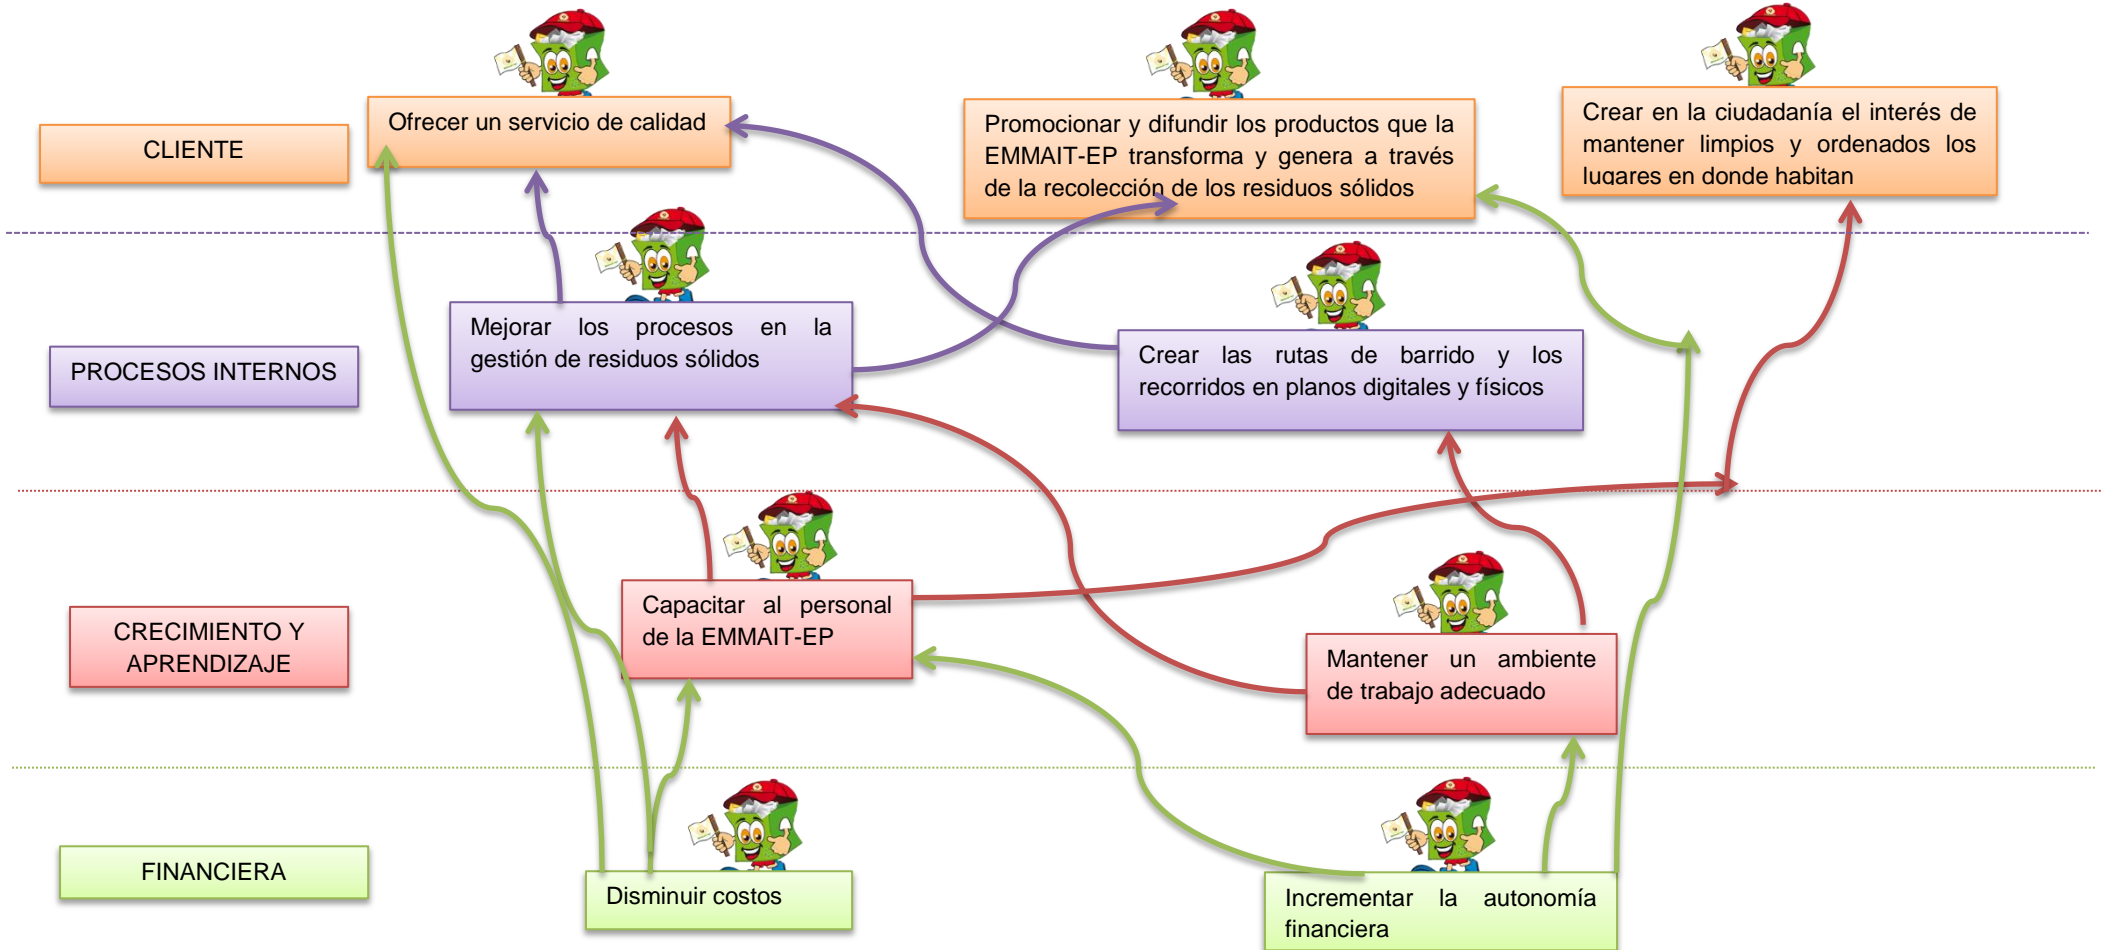 CLIENTE
Ofrecer un servicio de calidad
Promocionar y difundir los productos que la
EMMAIT-EP transforma y genera a través
de la recolección de los residuos sólidos
Crear en la ciudadanía el interés de
mantener limpios y ordenados los
lugares en donde habitan
PROCESOS INTERNOS
Mejorar los procesos en la
gestión de residuos sólidos
Crear las rutas de barrido y los
recorridos en planos digitales y físicos
CRECIMIENTO Y
APRENDIZAJE
Capacitar al personal
de la EMMAIT-EP
Mantener un ambiente
de trabajo adecuado
FINANCIERA
Disminuir costos
Incrementar la autonomía
financiera